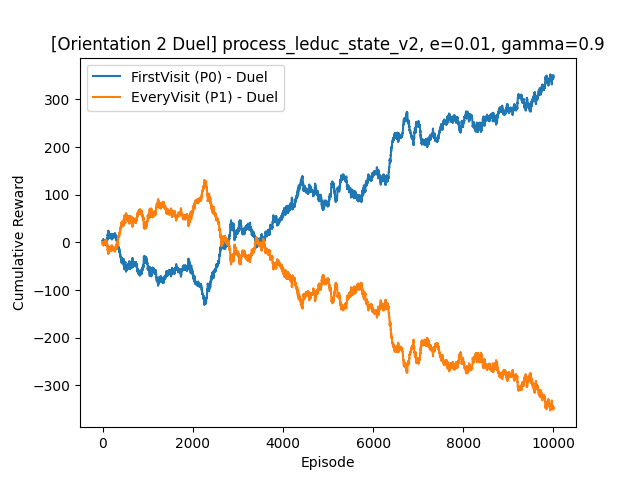 [Orientation 2 Duel] process_leduc_state_v2, e=0.01, gamma=0.9
FirstVisit (P0) - Duel
EveryVisit (P1) - Duel
Cumulative Reward
300
200
100
0
−100
−200
−300
0
2000
4000
6000
8000
10000
Episode